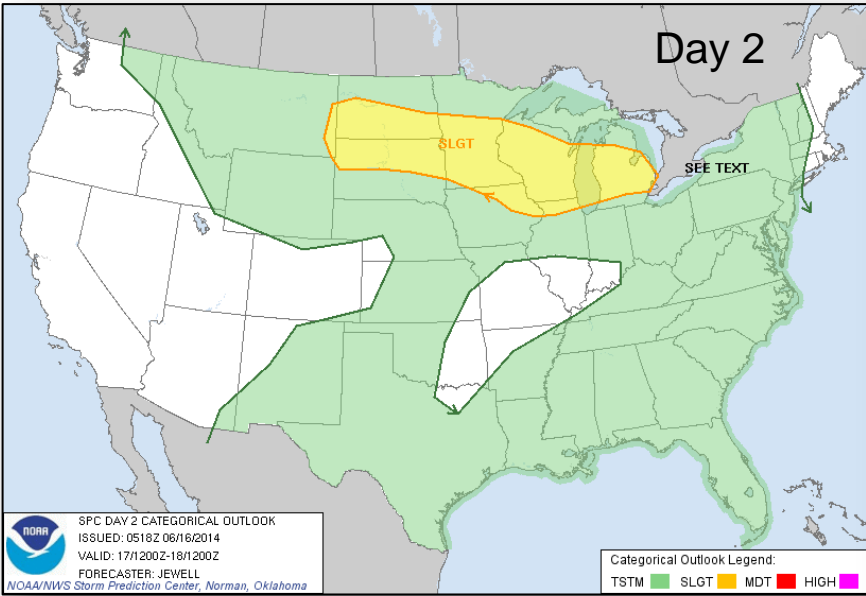 Day 2
SLGT
SEE TEXT
NOAA
SPC DAY 2 CATEGORICAL OUTLOOK
ISSUED: 0518Z 06/16/2014
VALID: 17/1200Z-18/1200Z
FORECASTER: JEWELL
NOAA/NWS Storm Prediction Center, Norman, Oklahoma
Categorical Outlook Legend:
TSTM SLGT MDT HIGH